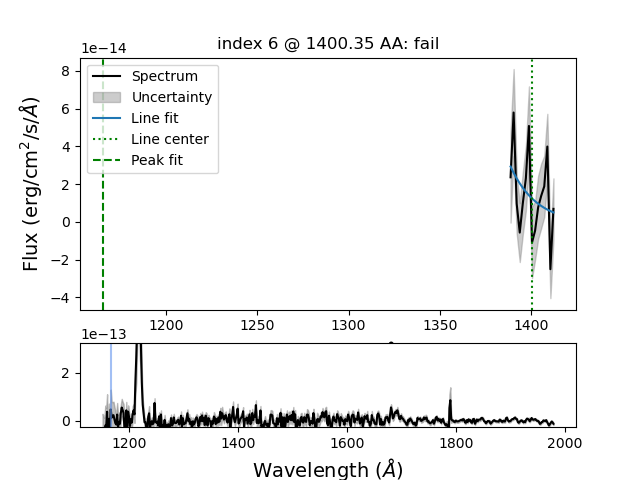 index 6 @ 1400.35 AA: fail
1e−14
8
6
4
2
0
−2
−4
Flux (erg/cm²/s/Å)
Spectrum
Uncertainty
Line fit
Line center
Peak fit
1200 1250 1300 1350 1400
1e−13
2
0
1200 1400 1600 1800 2000
Wavelength (Å)